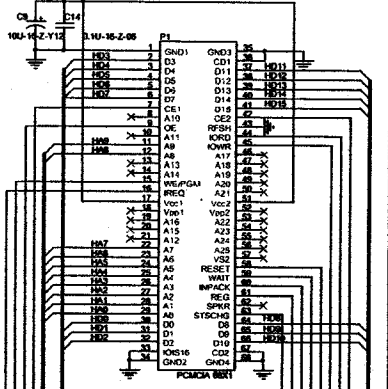 C9
C14
10U-16-Z-Y12
0.1U-16-Z-05
P1
1 GND1 GND3 35
2 D3 CD1 36
HD3 3 D4 D11 37 HD11
HD4 4 D5 D12 38 HD12
HD5 5 D6 D13 39 HD13
HD6 6 D7 D14 40 HD14
HD7 7 CE1 D15 41 HD15
8 A10 CE2 42
9 OE RFSH 43
10 A11 IORD 44
HA9 11 A9 IOWR 45
HA8 12 A8 A17 46
13 A13 A18 47
14 A14 A19 48
15 WE/PGM A20 49
16 IREQ A21 50
17 Vcc1 Vcc2 51
18 Vpp1 Vpp2 52
19 A16 A22 53
20 A15 A23 54
21 A12 A24 55
HA7 22 A7 A25 56
HA6 23 A6 VS2 57
HA5 24 A5 RESET 58
HA4 25 A4 WAIT 59
HA3 26 A3 INPACK 60
HA2 27 A2 REG 61
HA1 28 A1 SPKR 62
HA0 29 A0 STSCHG 63
HD0 30 D0 D8 64 HD8
HD1 31 D1 D9 65 HD9
HD2 32 D2 D10 66 HD10
33 IOIS16 CD2 67
34 GND2 GND4 68
PCMCIA